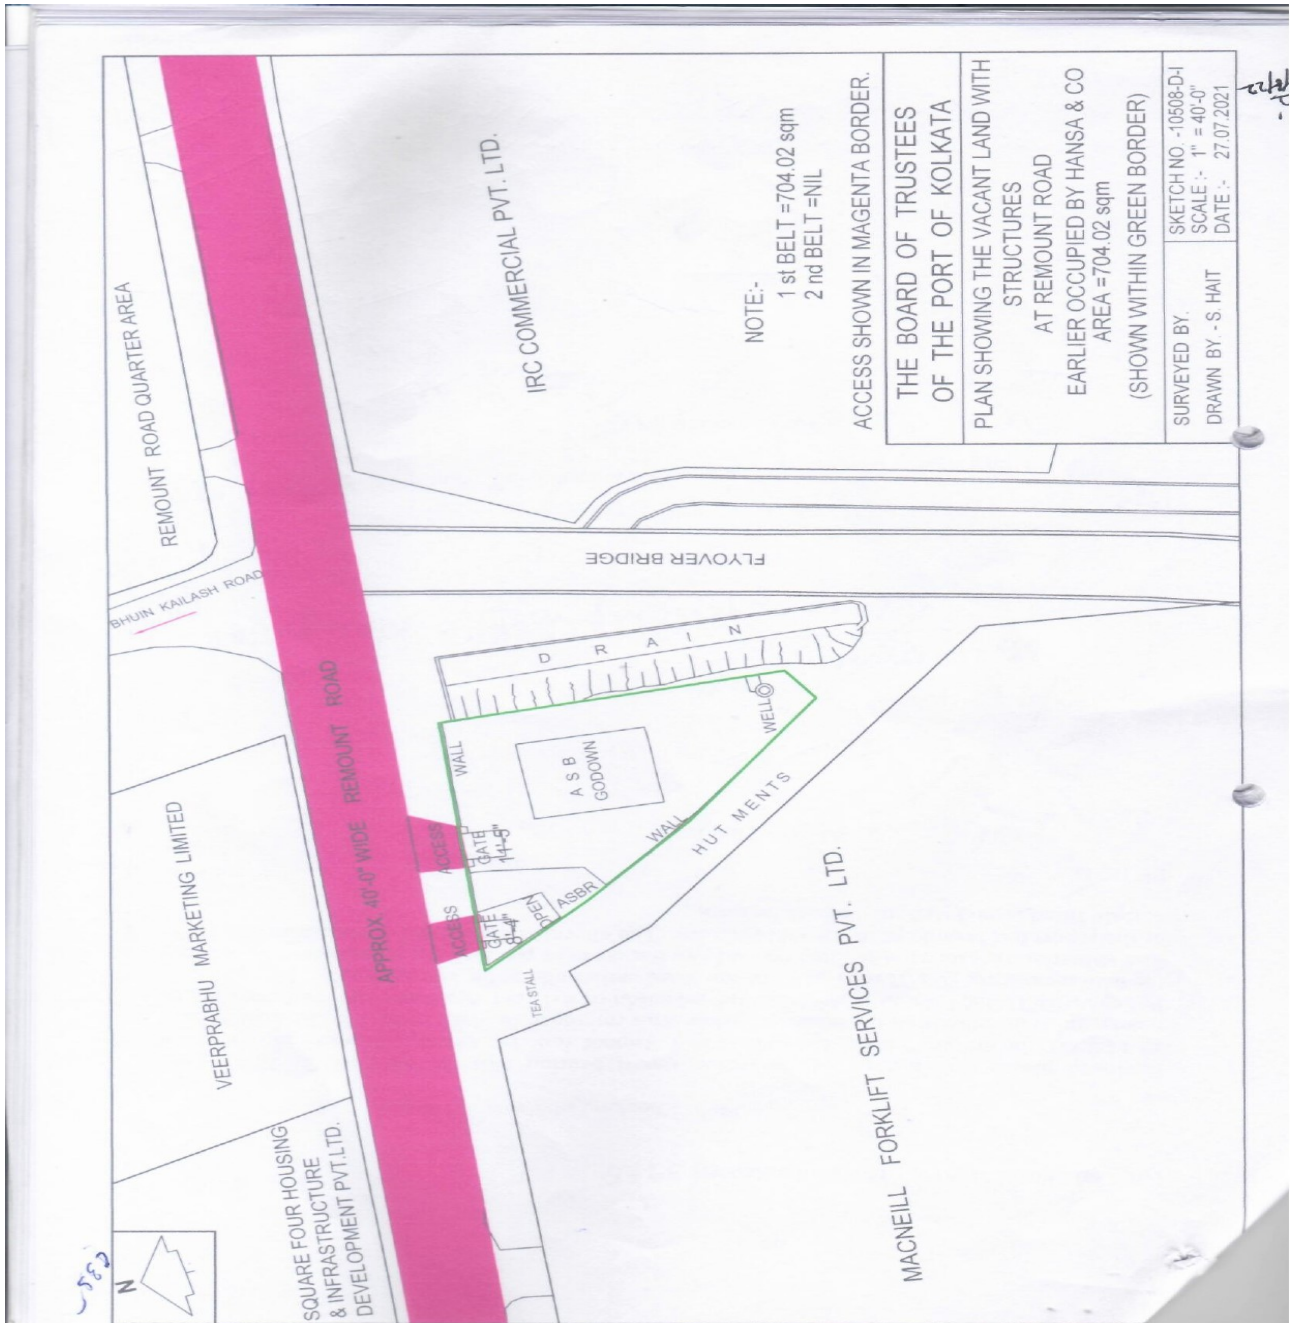 REMOUNT ROAD QUARTER AREA
IRC COMMERCIAL PVT. LTD.
BHUIN KAILASH ROAD
FLYOVER BRIDGE
VEERPRABHU MARKETING LIMITED
APPROX 40'-0" WIDE REMOUNT ROAD
DRAIN
WALL
A S B
GODOWN
WELL
WALL
HUT MENTS
ACCESS
GATE
ACCESS
GATE
8'-4"
OPEN
ASBR
TEA STALL
MACNEILL FORKLIFT SERVICES PVT. LTD.
SQUARE FOUR HOUSING
& INFRASTRUCTURE
DEVELOPMENT PVT.LTD.
N
NOTE:-
1 st BELT =704.02 sqm
2 nd BELT =NIL
ACCESS SHOWN IN MAGENTA BORDER.
THE BOARD OF TRUSTEES
OF THE PORT OF KOLKATA
PLAN SHOWING THE VACANT LAND WITH
STRUCTURES
AT REMOUNT ROAD
EARLIER OCCUPIED BY HANSA & CO
AREA =704.02 sqm
(SHOWN WITHIN GREEN BORDER)
SURVEYED BY.
DRAWN BY. - S. HAIT
SKETCH NO. -10508-D-I
SCALE :- 1" = 40'-0"
DATE :- 27.07.2021